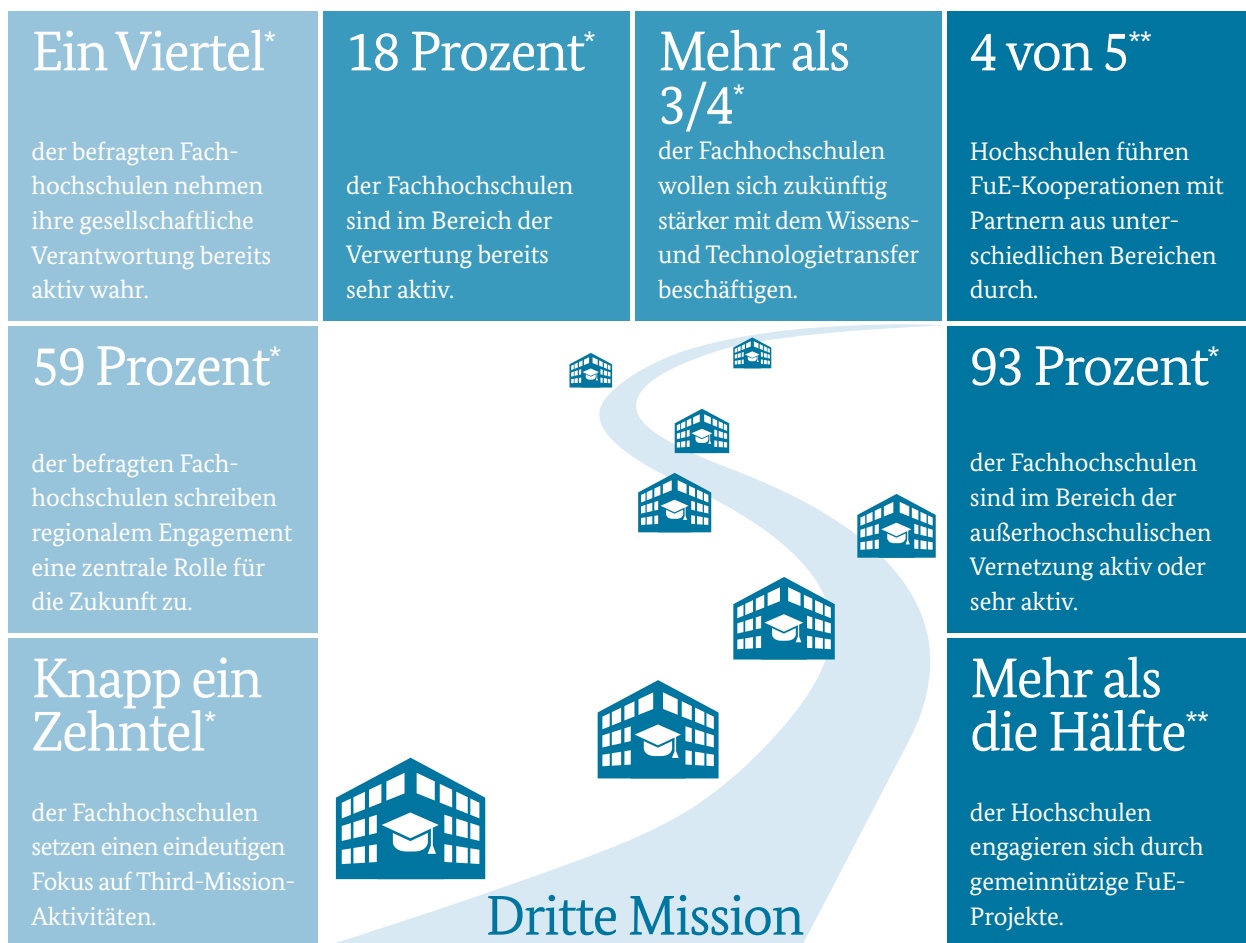 Ein Viertel*
der befragten Fach-
hochschulen nehmen
ihre gesellschaftliche
Verantwortung bereits
aktiv wahr.
18 Prozent*
der Fachhochschulen
sind im Bereich der
Verwertung bereits
sehr aktiv.
Mehr als
3/4*
der Fachhochschulen
wollen sich zukünftig
stärker mit dem Wissens-
und Technologietransfer
beschäftigen.
4 von 5**
Hochschulen führen
FuE-Kooperationen mit
Partnern aus unter-
schiedlichen Bereichen
durch.
59 Prozent*
der befragten Fach-
hochschulen schreiben
regionalem Engagement
eine zentrale Rolle für
die Zukunft zu.
93 Prozent*
der Fachhochschulen
sind im Bereich der
außerhochschulischen
Vernetzung aktiv oder
sehr aktiv.
Knapp ein
Zehntel*
der Fachhochschulen
setzen einen eindeutigen
Fokus auf Third-Mission-
Aktivitäten.
Dritte Mission
Mehr als
die Hälfte**
der Hochschulen
engagieren sich durch
gemeinnützige FuE-
Projekte.